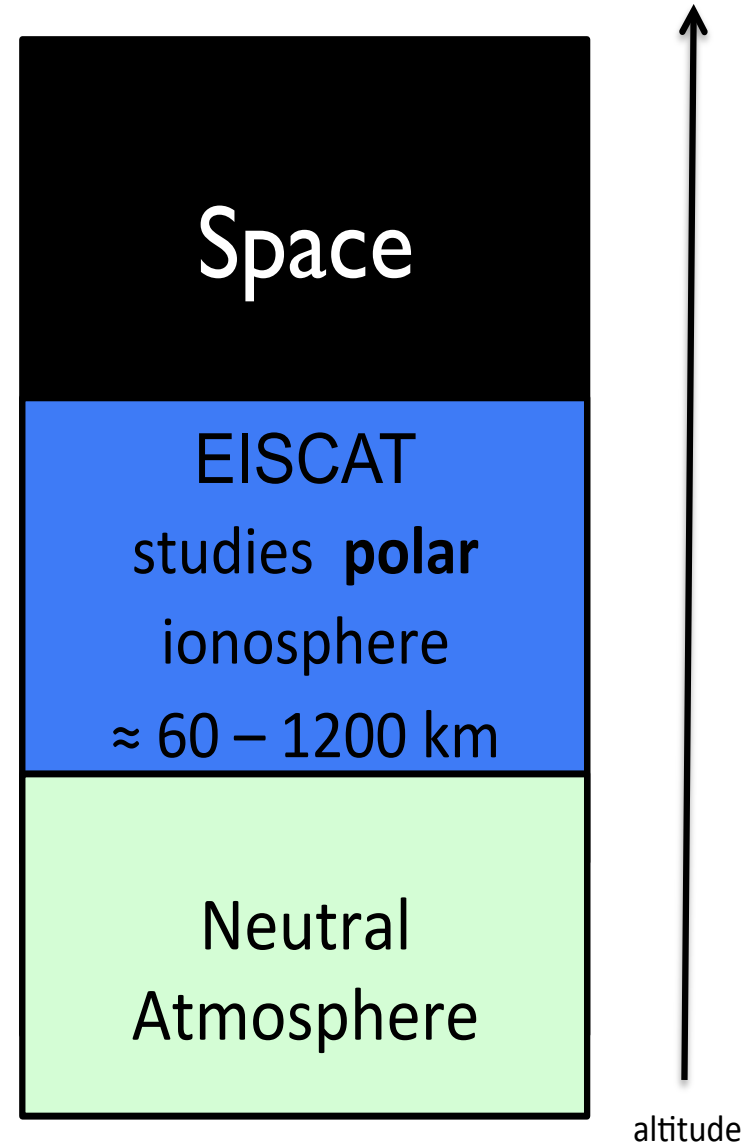 Space
EISCAT
studies polar
ionosphere
≈ 60 – 1200 km
Neutral
Atmosphere
altitude